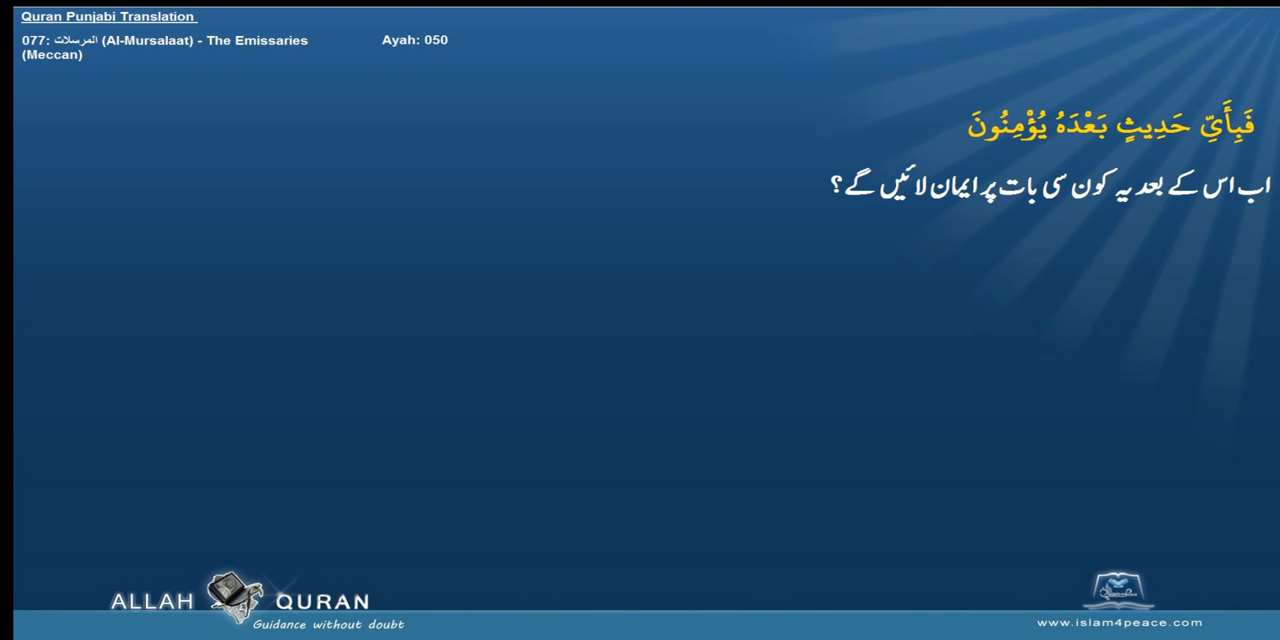 Quran Punjabi Translation
077: المرسلات (Al-Mursalaat) - The Emissaries (Meccan)
Ayah: 050
فَبِأَيِّ حَدِيثٍ بَعْدَهُ يُؤْمِنُونَ
اب اس کے بعد یہ کون سی بات پر ایمان لائیں گے؟
ALLAH QURAN
Guidance without doubt
www.islam4peace.com